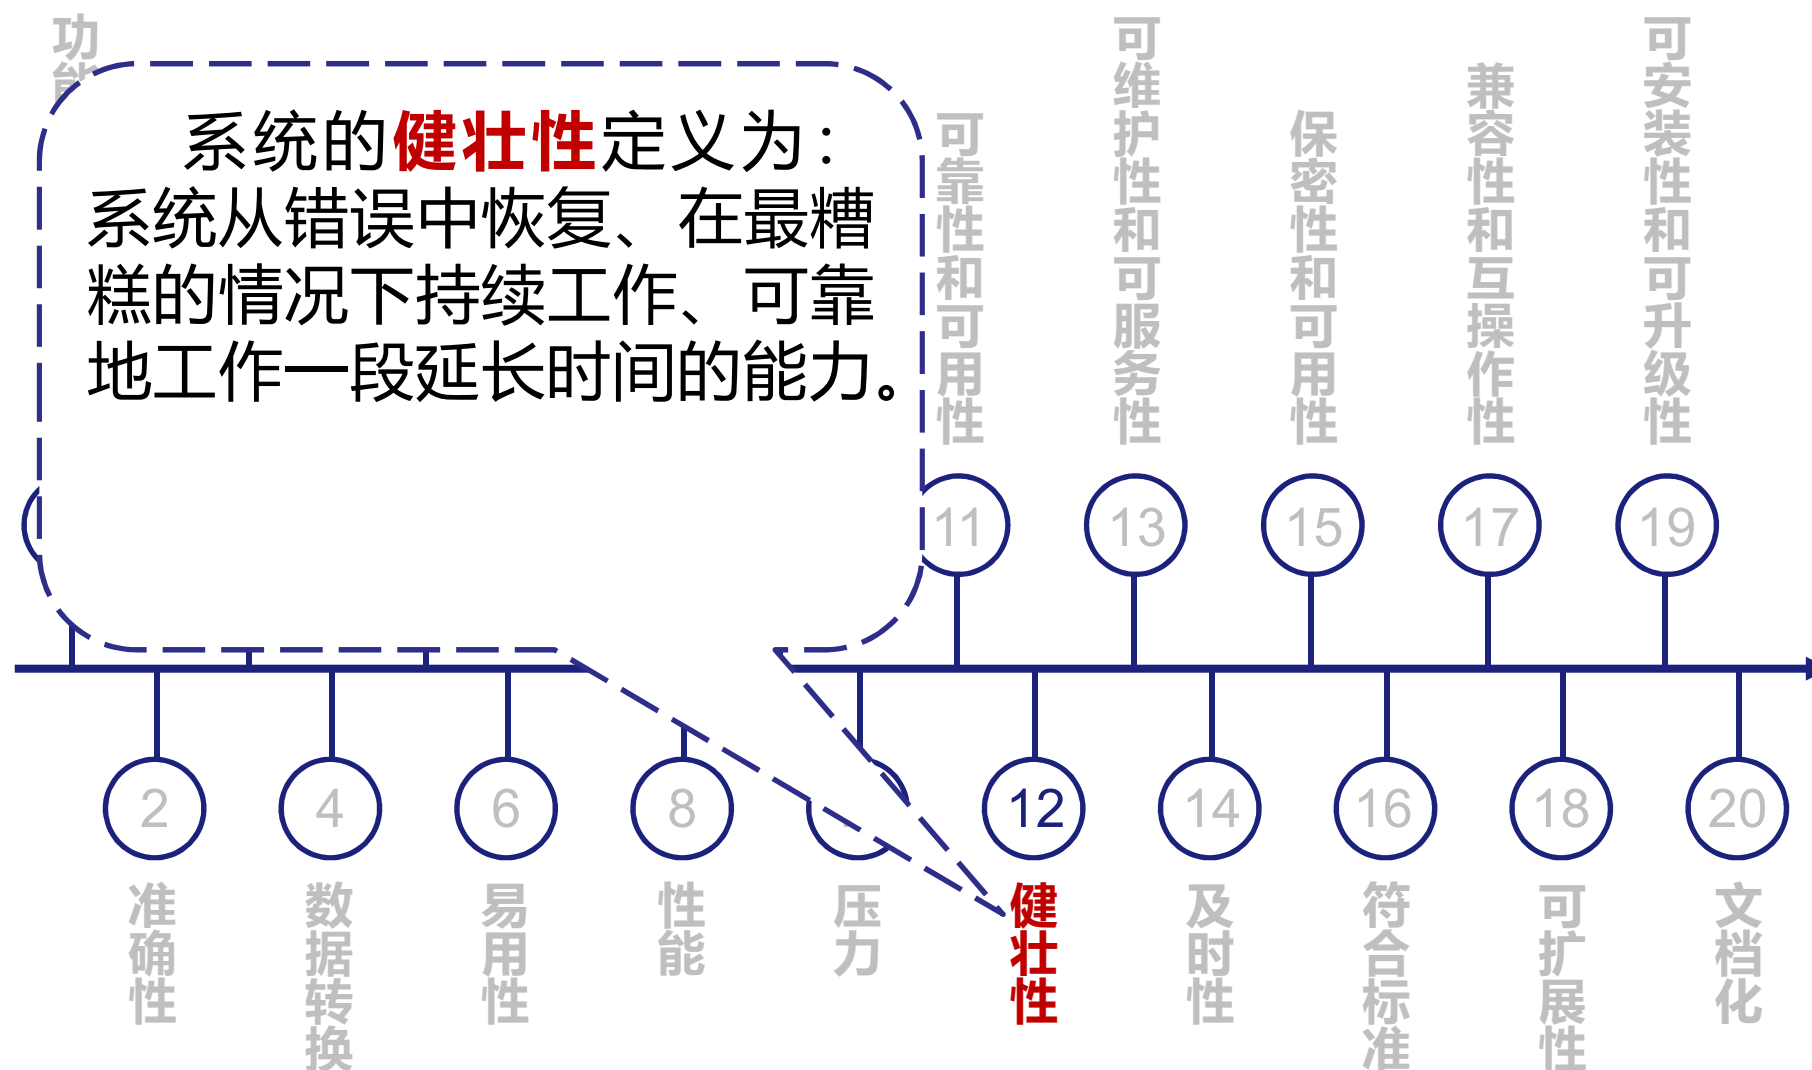 功能
系统的健壮性定义为：
系统从错误中恢复、在最糟
糕的情况下持续工作、可靠
地工作一段延长时间的能力。
可靠性和可用性
可维护性和可服务性
保密性和可用性
兼容性和互操作性
可安装性和可升级性
11
13
15
17
19
2
4
6
8
12
14
16
18
20
准确性
数据转换
易用性
性能
压力
健壮性
及时性
符合标准
可扩展性
文档化